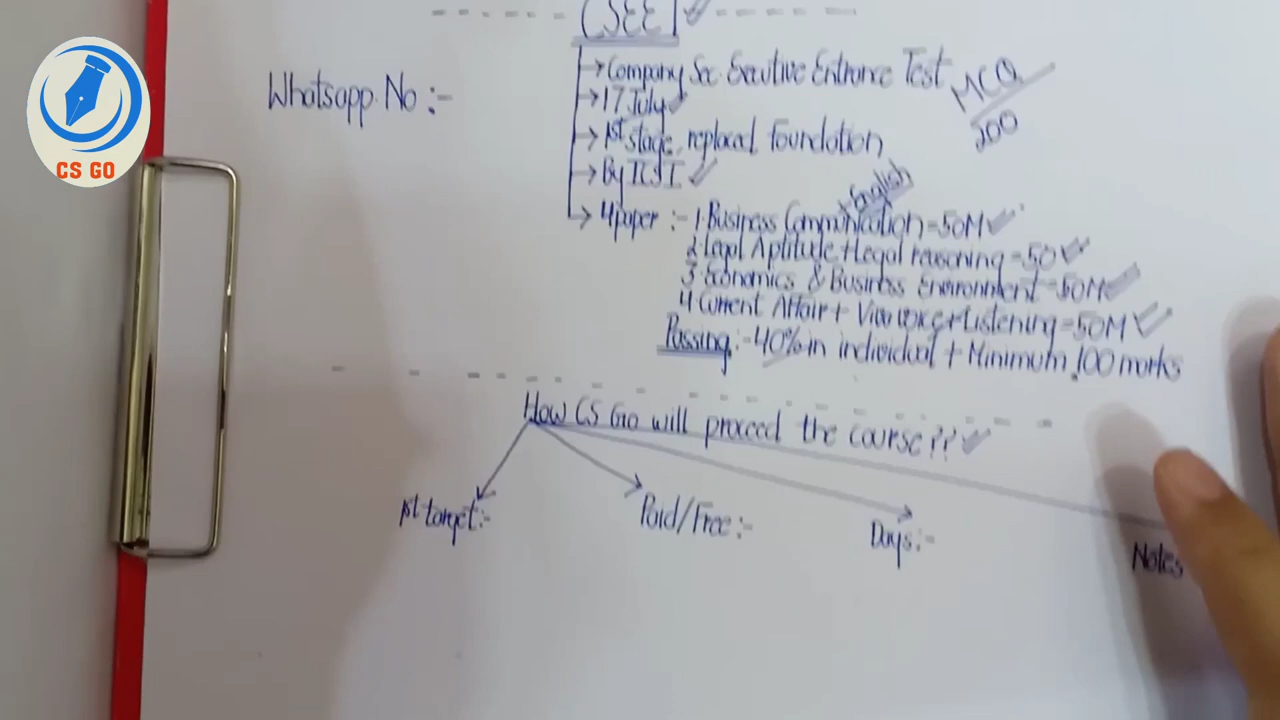 CSEET
→ Company Sec. Executive Entrance Test
MCQ
200
Whatsapp No :-
→ 17 July
→ 1st stage, replaced foundation
→ By ICSI
English
→ 4 paper :- 1. Business Communication = 50M
2. Legal Aptitude + Legal reasoning = 50
3. Economics & Business Environment = 50M
4. Current Affair + Viva voice + Listening = 50M
Passing :- 40% in individual + Minimum 100 marks
How CS Go will proceed the course??
1st target :-
Paid/Free :-
Days :-
Notes
CS GO